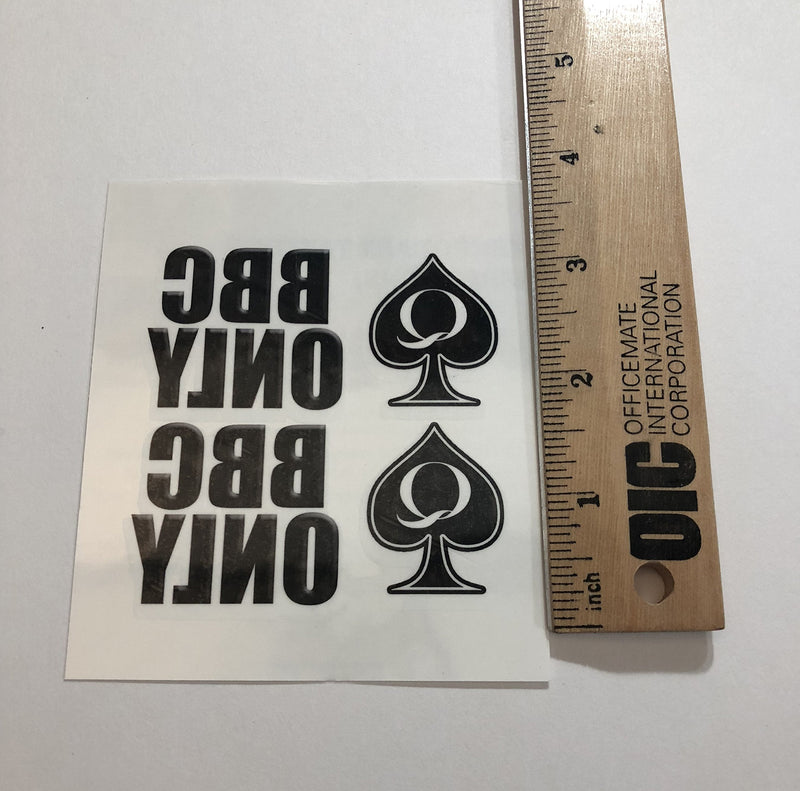 BBC
ONLY
BBC
ONLY
Q
Q
OIC
OFFICEMATE
INTERNATIONAL
CORPORATION
inch
1
2
3
4
5